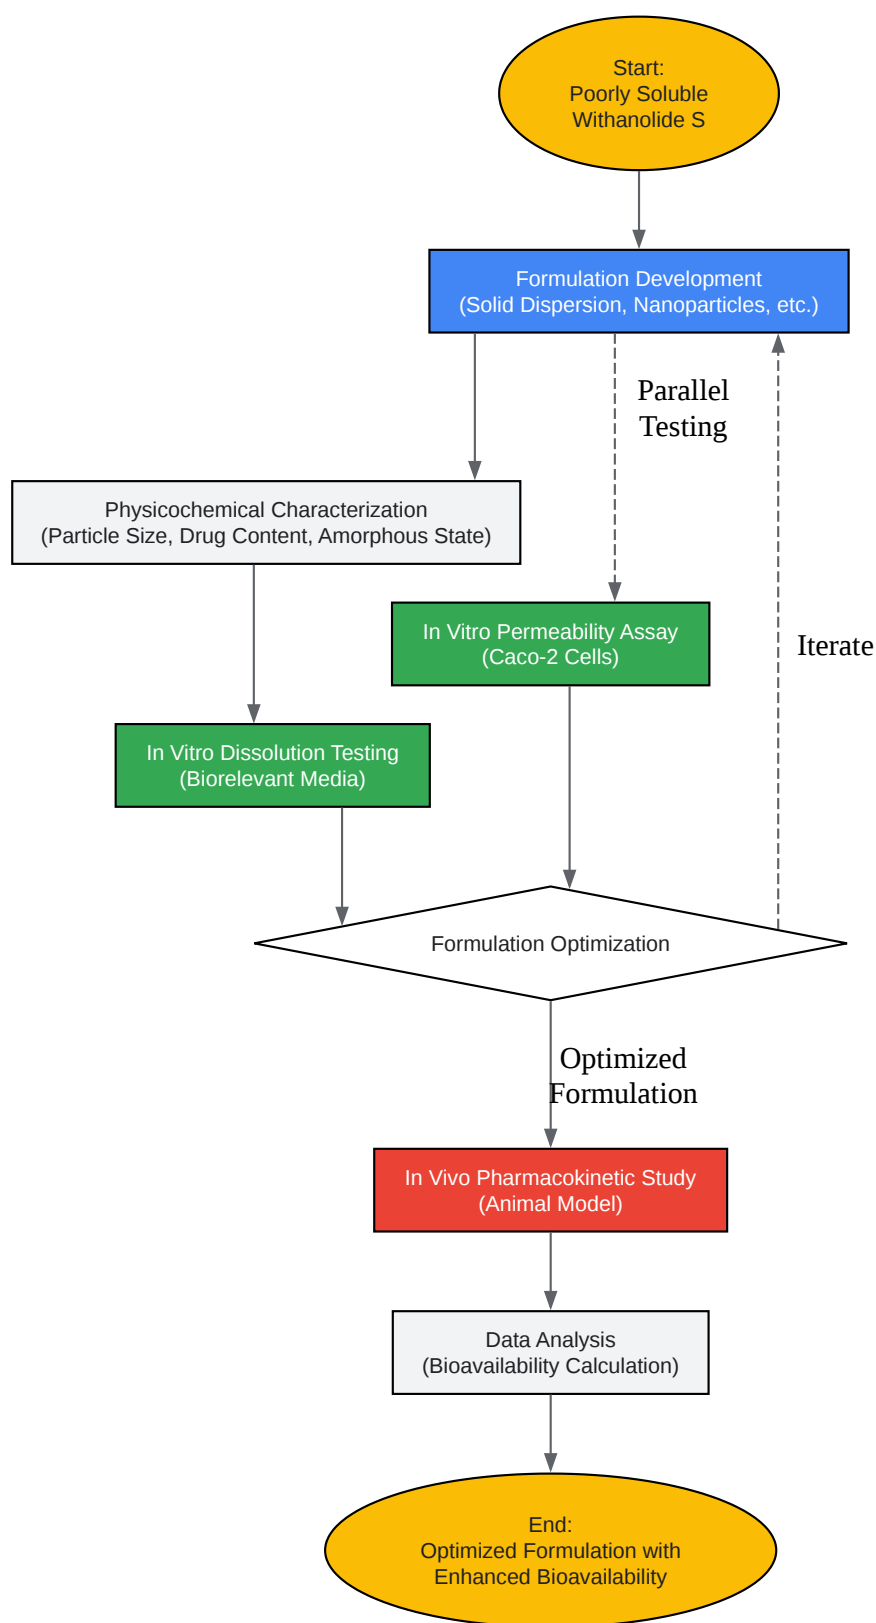 Start:
Poorly Soluble
Withanolide S
Formulation Development
(Solid Dispersion, Nanoparticles, etc.)
Parallel
Testing
Physicochemical Characterization
(Particle Size, Drug Content, Amorphous State)
In Vitro Permeability Assay
(Caco-2 Cells)
Iterate
In Vitro Dissolution Testing
(Biorelevant Media)
Formulation Optimization
Optimized
Formulation
In Vivo Pharmacokinetic Study
(Animal Model)
Data Analysis
(Bioavailability Calculation)
End:
Optimized Formulation with
Enhanced Bioavailability